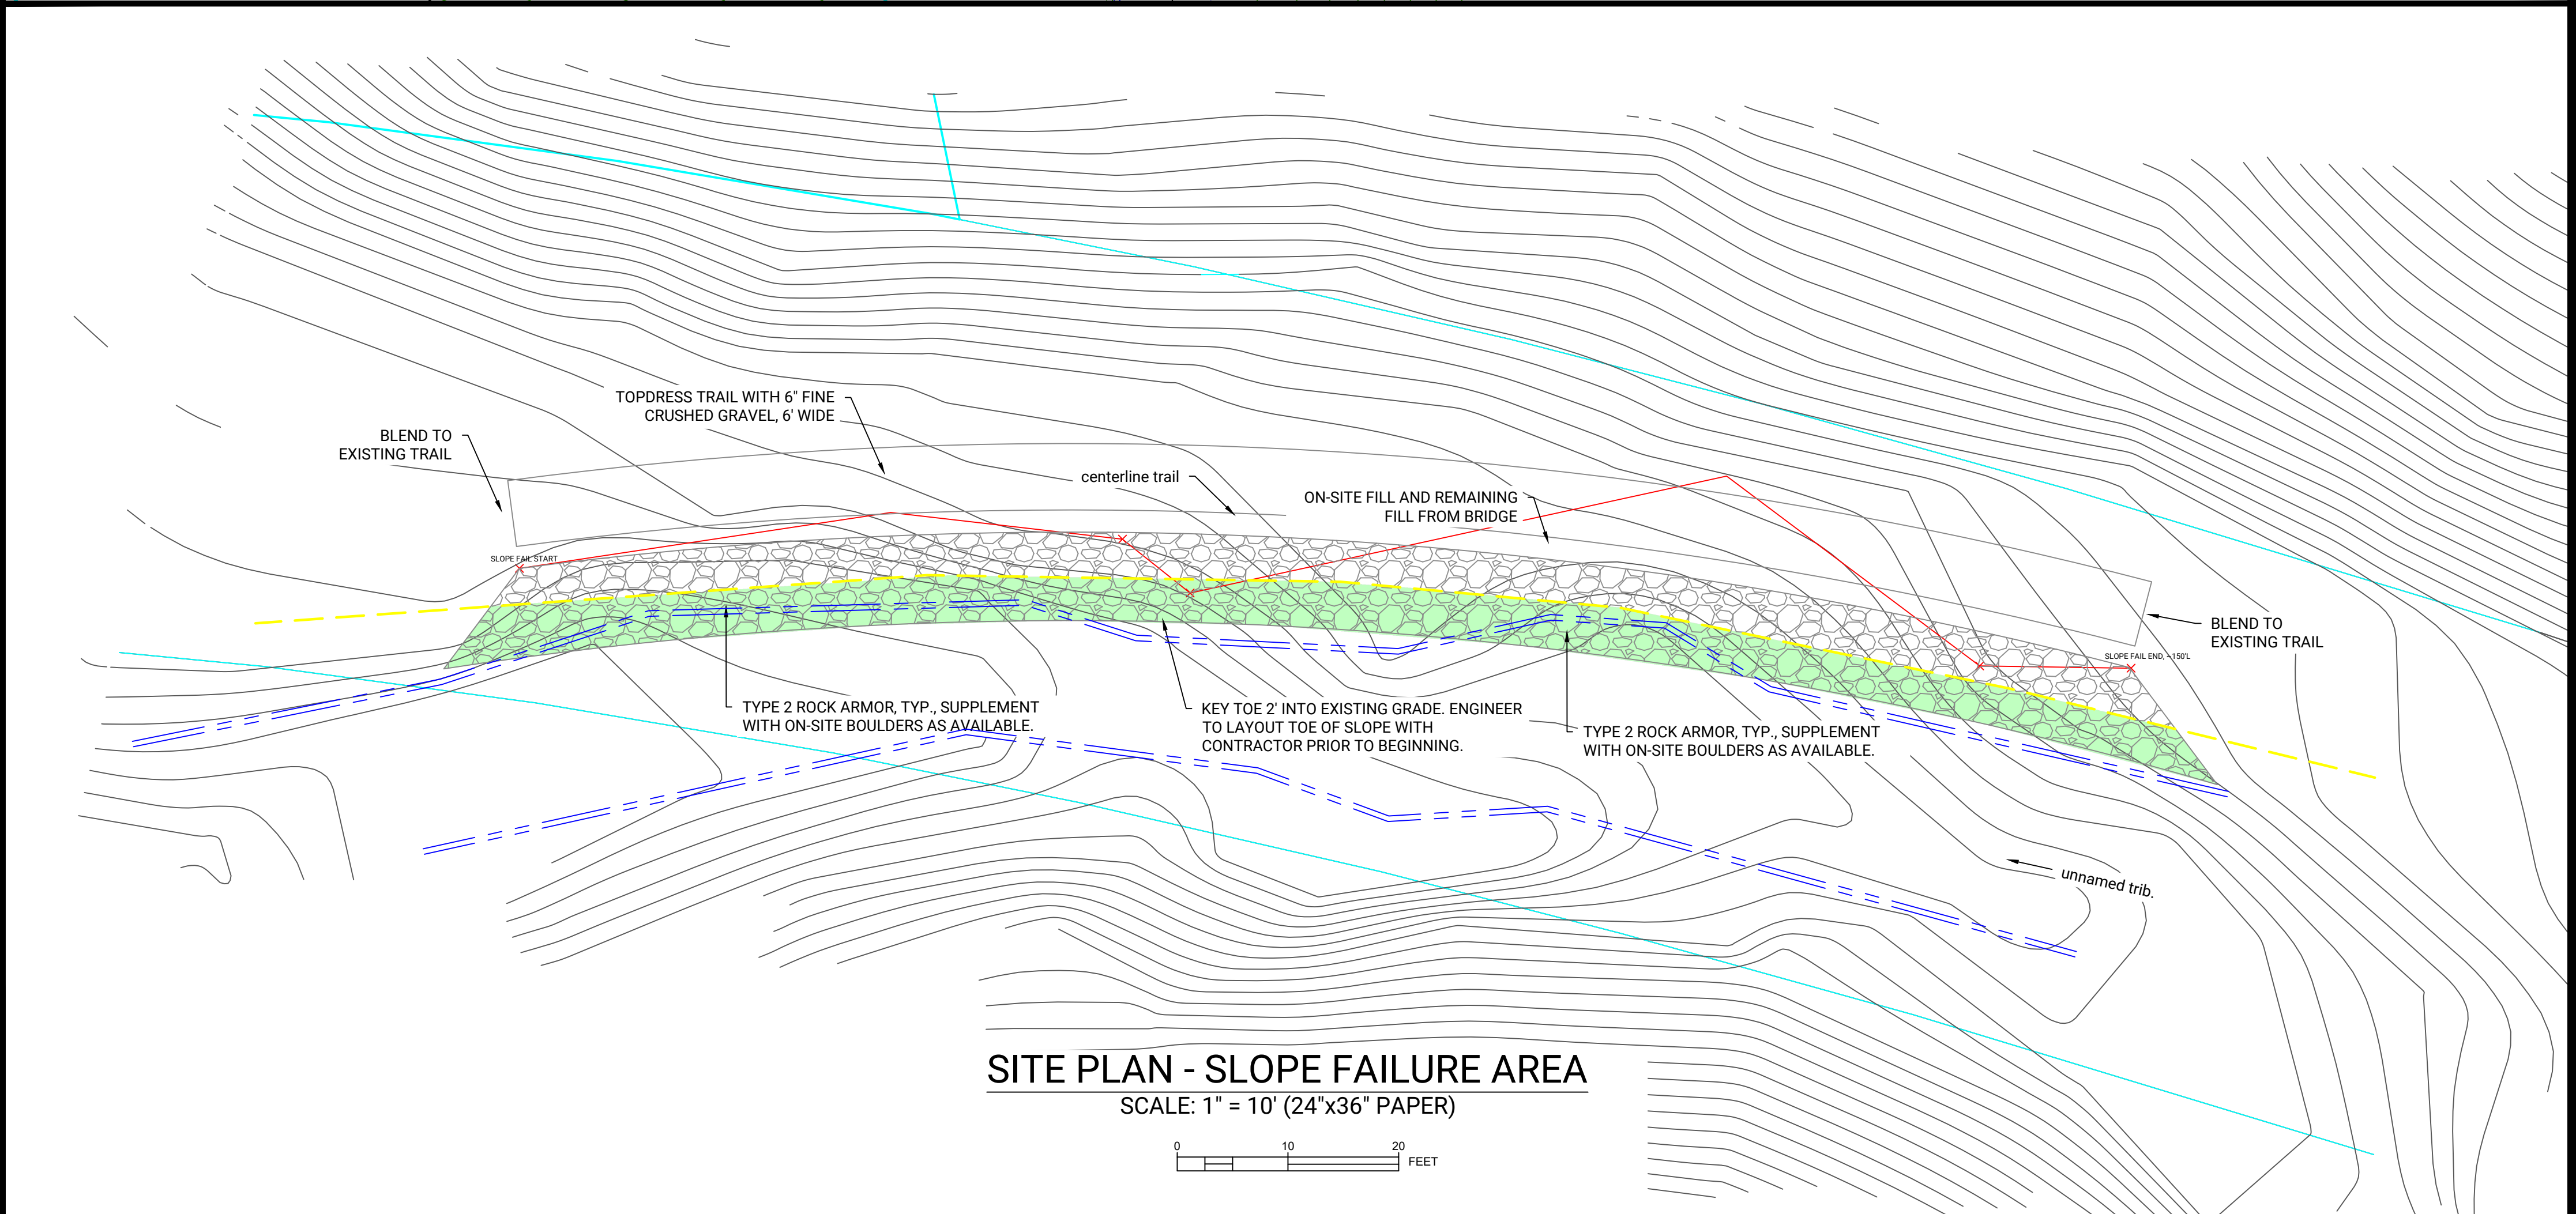 TOPDRESS TRAIL WITH 6" FINE
CRUSHED GRAVEL, 6' WIDE
BLEND TO
EXISTING TRAIL
centerline trail
ON-SITE FILL AND REMAINING
FILL FROM BRIDGE
SLOPE FAIL START
BLEND TO
EXISTING TRAIL
SLOPE FAIL END, ~150'L
TYPE 2 ROCK ARMOR, TYP., SUPPLEMENT
WITH ON-SITE BOULDERS AS AVAILABLE.
KEY TOE 2' INTO EXISTING GRADE. ENGINEER
TO LAYOUT TOE OF SLOPE WITH
CONTRACTOR PRIOR TO BEGINNING.
TYPE 2 ROCK ARMOR, TYP., SUPPLEMENT
WITH ON-SITE BOULDERS AS AVAILABLE.
unnamed trib.
SITE PLAN - SLOPE FAILURE AREA
SCALE: 1" = 10' (24"x36" PAPER)
0 10 20
FEET